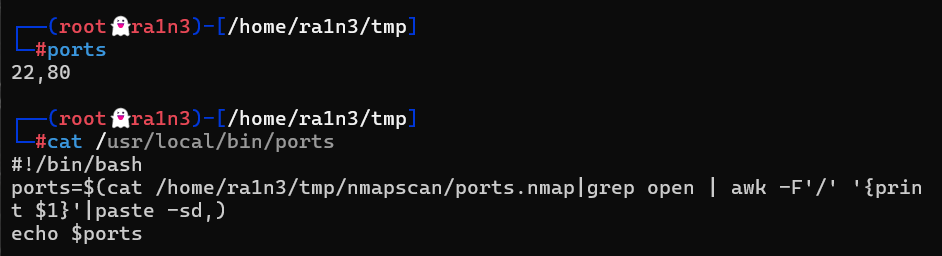 ┌──(root👻ra1n3)-[/home/ra1n3/tmp]
└─#ports
22,80
┌──(root👻ra1n3)-[/home/ra1n3/tmp]
└─#cat /usr/local/bin/ports
#!/bin/bash
ports=$(cat /home/ra1n3/tmp/nmapscan/ports.nmap|grep open | awk -F'/' '{prin
t $1}'|paste -sd,)
echo $ports